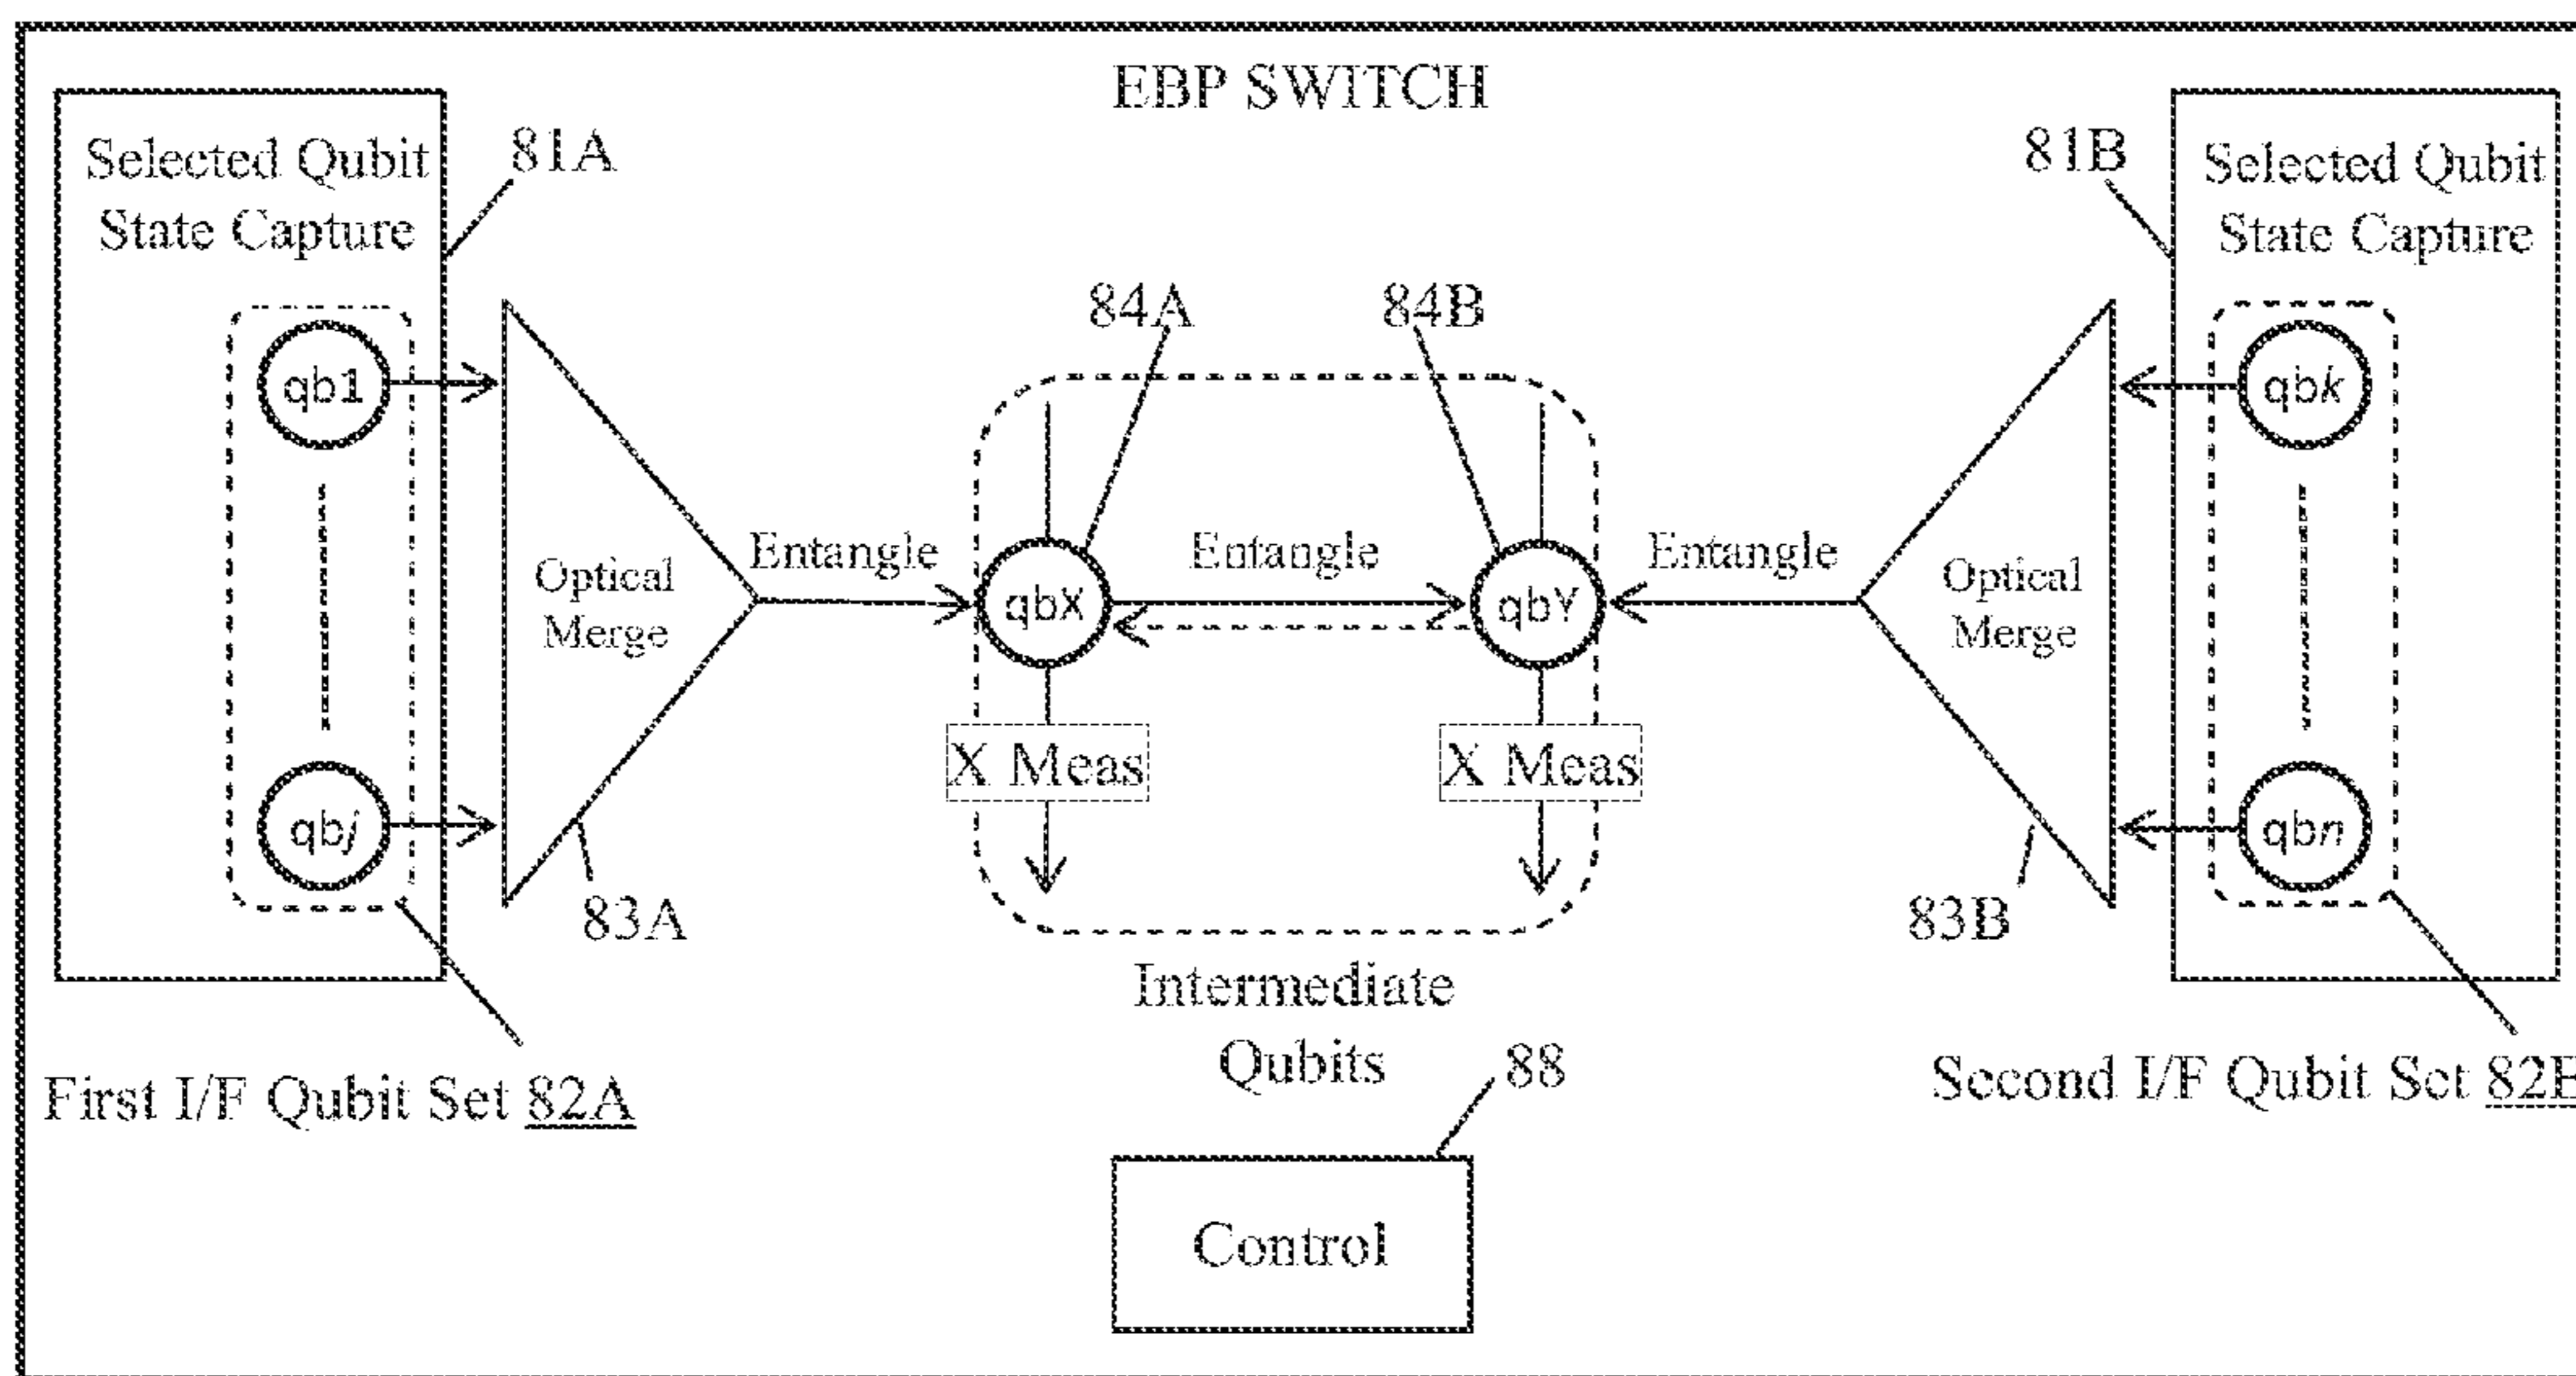 EBP SWITCH
Selected Qubit
State Capture
81A
81B
Selected Qubit
State Capture
84A
84B
qb1
qbk
Entangle
Entangle
Entangle
Optical
Merge
qbX
qbY
Optical
Merge
X Meas
X Meas
qbj
qbn
83A
83B
Intermediate
Qubits
88
First I/F Qubit Set 82A
Second I/F Qubit Set 82B
Control